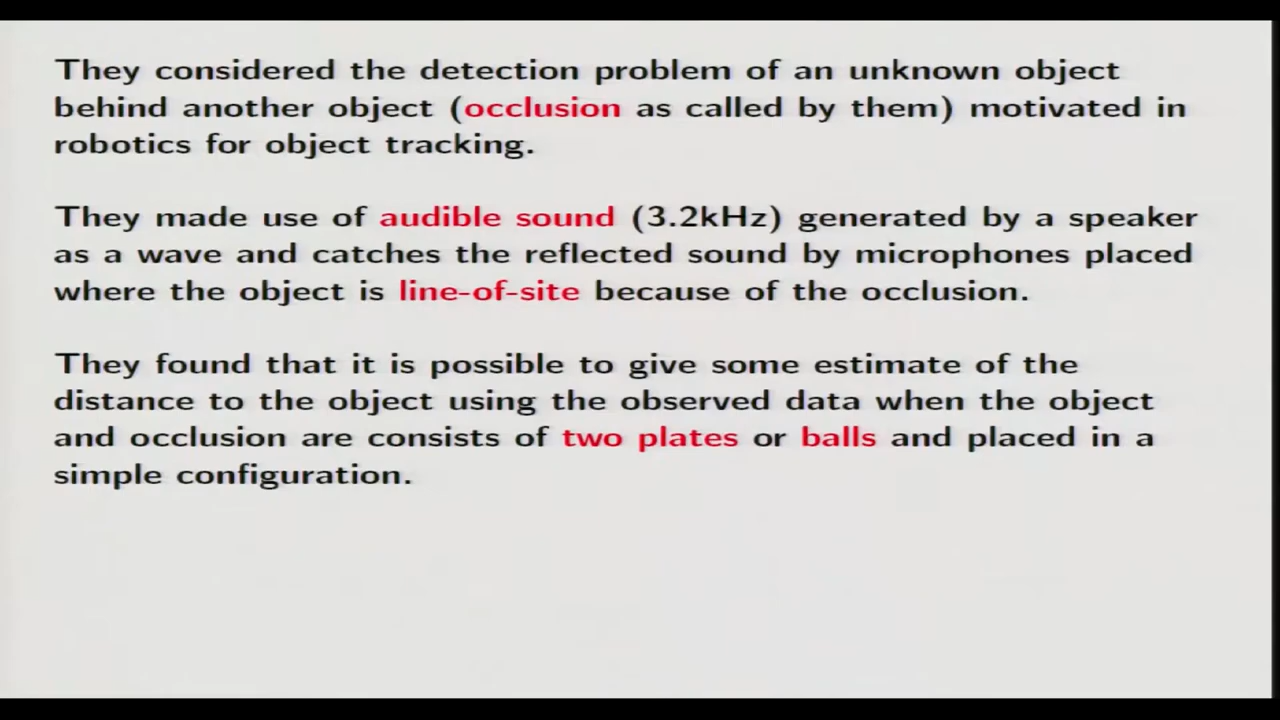 They considered the detection problem of an unknown object
behind another object (occlusion as called by them) motivated in
robotics for object tracking.
They made use of audible sound (3.2kHz) generated by a speaker
as a wave and catches the reflected sound by microphones placed
where the object is line-of-site because of the occlusion.
They found that it is possible to give some estimate of the
distance to the object using the observed data when the object
and occlusion are consists of two plates or balls and placed in a
simple configuration.